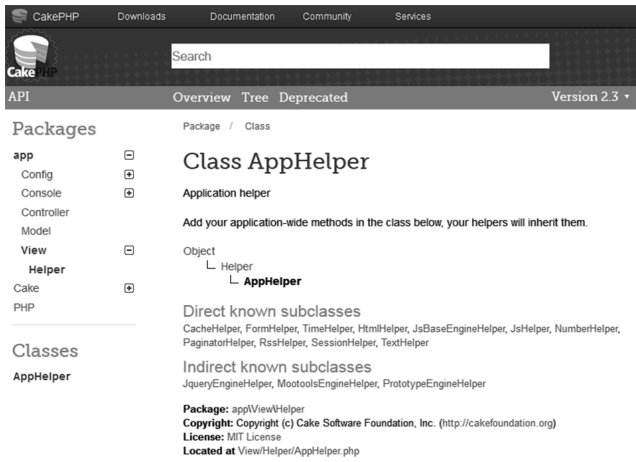 CakePHP Downloads Documentation Community Services
Search
CakePHP
API Overview Tree Deprecated Version 2.3
Packages
app
Config
Console
Controller
Model
View
Helper
Cake
PHP
Classes
AppHelper
Package / Class
Class AppHelper
Application helper
Add your application-wide methods in the class below, your helpers will inherit them.
Object
Helper
AppHelper
Direct known subclasses
CacheHelper, FormHelper, TimeHelper, HtmlHelper, JsBaseEngineHelper, JsHelper, NumberHelper,
PaginatorHelper, RssHelper, SessionHelper, TextHelper
Indirect known subclasses
JqueryEngineHelper, MootoolsEngineHelper, PrototypeEngineHelper
Package: app\View\Helper
Copyright: Copyright (c) Cake Software Foundation, Inc. (http://cakefoundation.org)
License: MIT License
Located at View/Helper/AppHelper.php